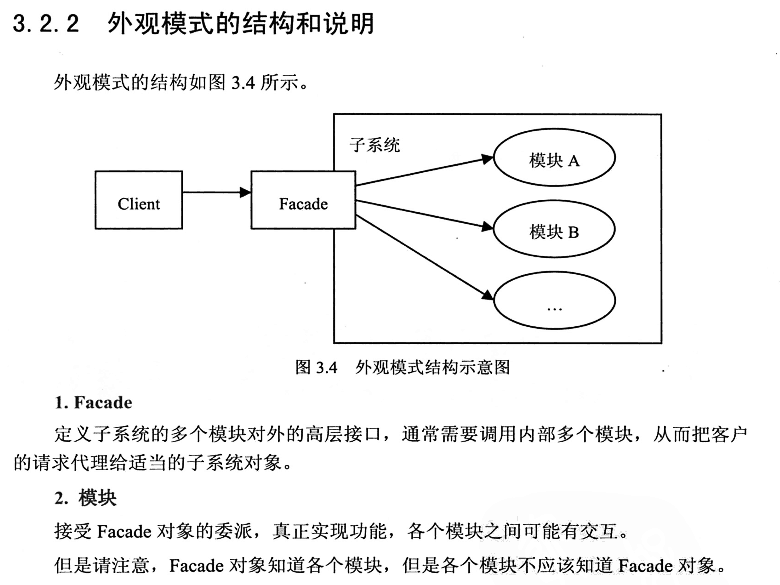 3.2.2 外观模式的结构和说明
外观模式的结构如图 3.4 所示。
子系统
模块 A
Client
Facade
模块 B
…
图 3.4 外观模式结构示意图
1. Facade
定义子系统的多个模块对外的高层接口，通常需要调用内部多个模块，从而把客户
的请求代理给适当的子系统对象。
2. 模块
接受 Facade 对象的委派，真正实现功能，各个模块之间可能有交互。
但是请注意，Facade 对象知道各个模块，但是各个模块不应该知道 Facade 对象。